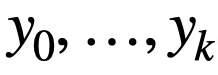 y₀, …, yₖ